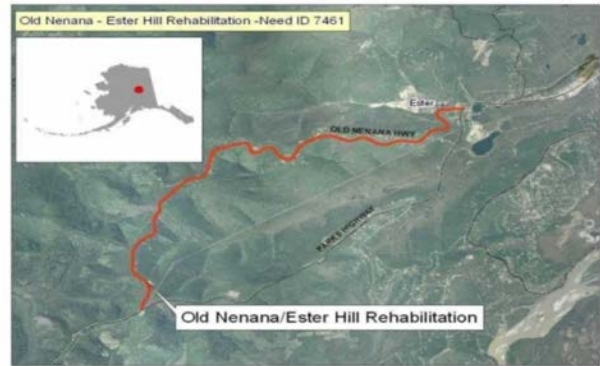 Old Nenana - Ester Hill Rehabilitation -Need ID 7461
Ester
OLD NENANA HWY
PARKS HIGHWAY
Old Nenana/Ester Hill Rehabilitation